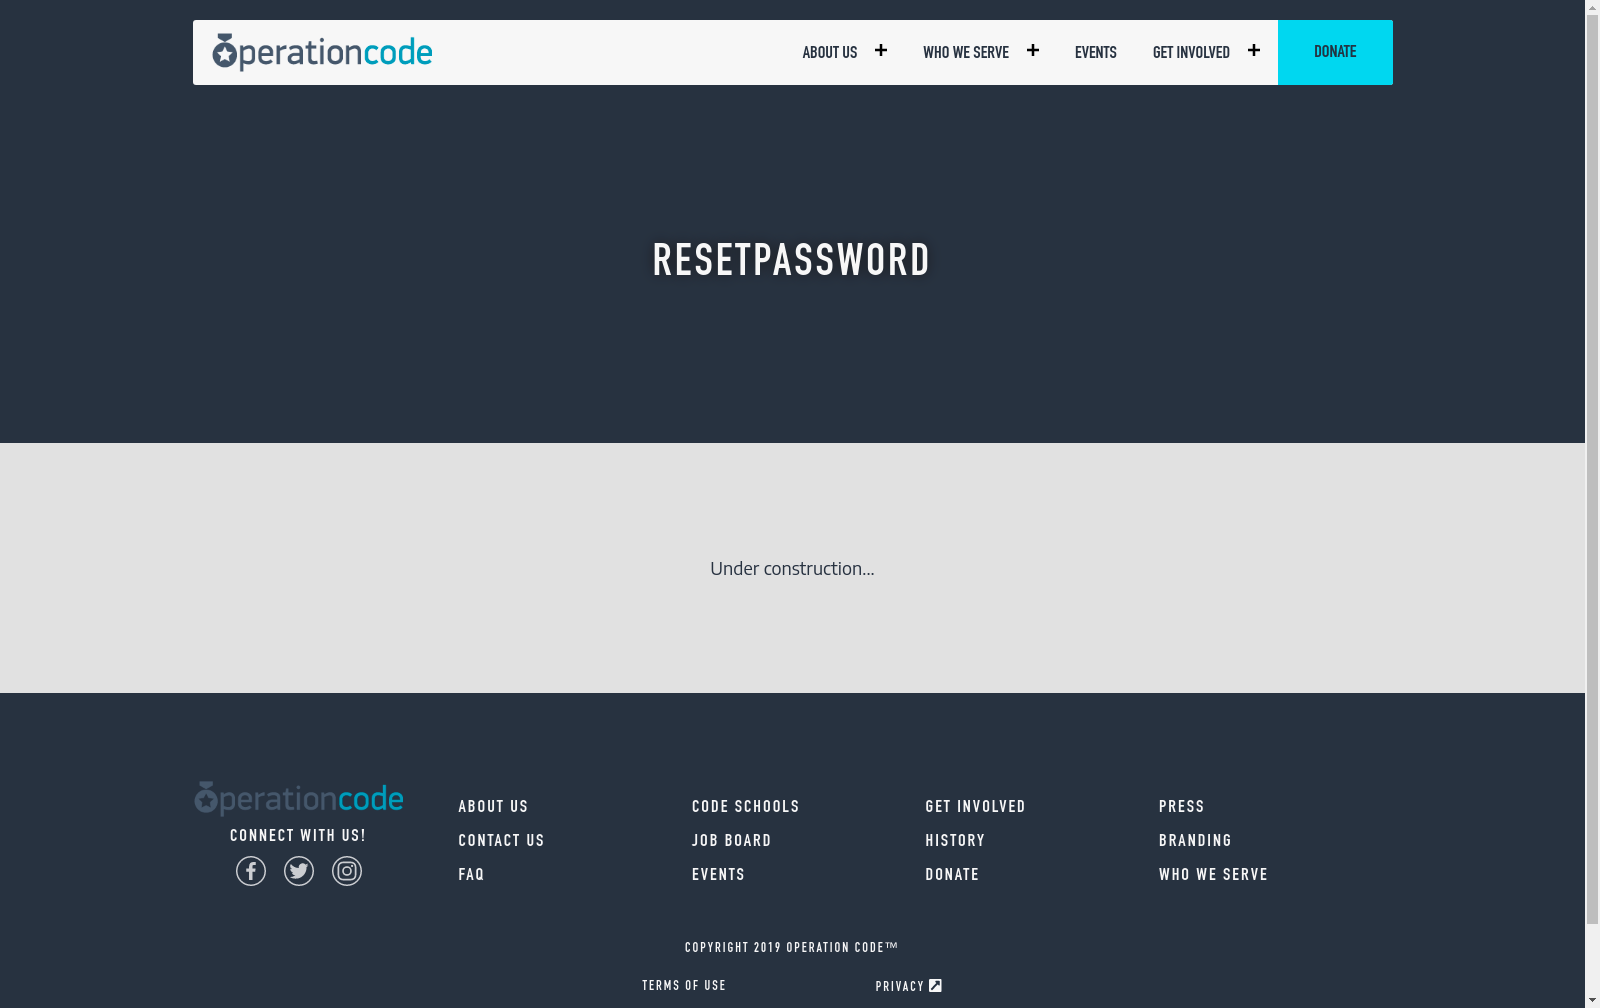 operationcode
ABOUT US
WHO WE SERVE
EVENTS
GET INVOLVED
DONATE
RESETPASSWORD
Under construction...
operationcode
CONNECT WITH US!
ABOUT US
CONTACT US
FAQ
CODE SCHOOLS
JOB BOARD
EVENTS
GET INVOLVED
HISTORY
DONATE
PRESS
BRANDING
WHO WE SERVE
COPYRIGHT 2019 OPERATION CODE™
TERMS OF USE
PRIVACY